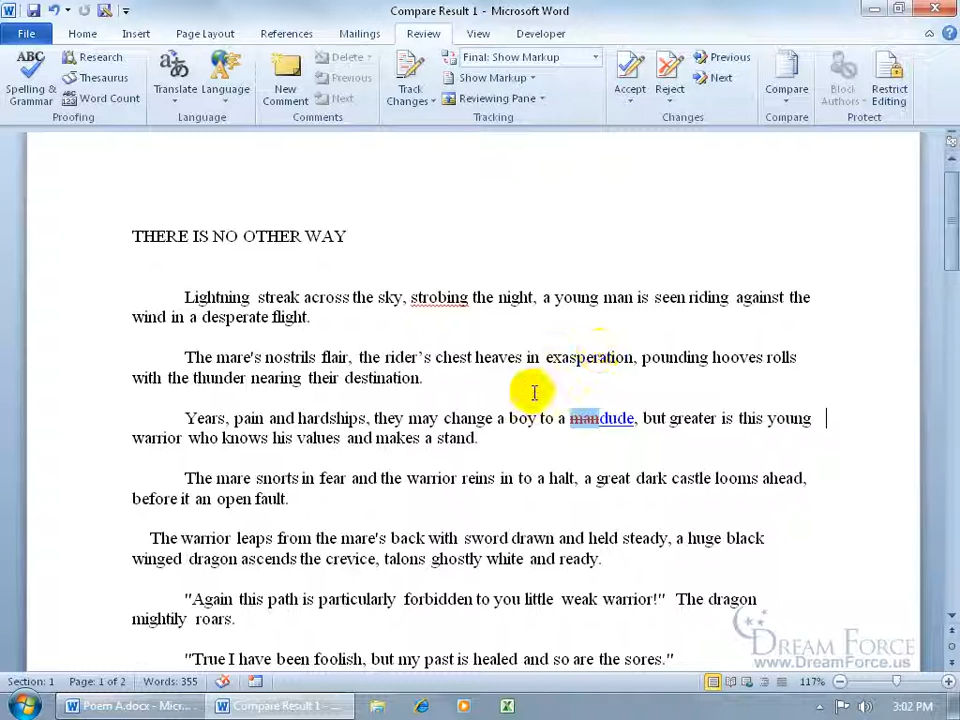 Compare Result 1 - Microsoft Word
File Home Insert Page Layout References Mailings Review View Developer
ABC Spelling & Grammar
Research
Thesaurus
ABC 123 Word Count
Proofing
Translate Language
Language
New Comment
Delete
Previous
Next
Comments
Track Changes
Final: Show Markup
Show Markup
Reviewing Pane
Tracking
Accept Reject
Previous
Next
Changes
Compare
Compare
Block Authors
Restrict Editing
Protect
THERE IS NO OTHER WAY
Lightning streak across the sky, strobing the night, a young man is seen riding against the
wind in a desperate flight.
The mare's nostrils flair, the rider’s chest heaves in exasperation, pounding hooves rolls
with the thunder nearing their destination.
Years, pain and hardships, they may change a boy to a mandude, but greater is this young
warrior who knows his values and makes a stand.
The mare snorts in fear and the warrior reins in to a halt, a great dark castle looms ahead,
before it an open fault.
The warrior leaps from the mare's back with sword drawn and held steady, a huge black
winged dragon ascends the crevice, talons ghostly white and ready.
"Again this path is particularly forbidden to you little weak warrior!" The dragon
mightily roars.
"True I have been foolish, but my past is healed and so are the sores."
DREAM FORCE
www.DreamForce.us
Section: 1 Page: 1 of 2 Words: 355 117%
Poem A.docx - Micr... Compare Result 1 - ... 3:02 PM